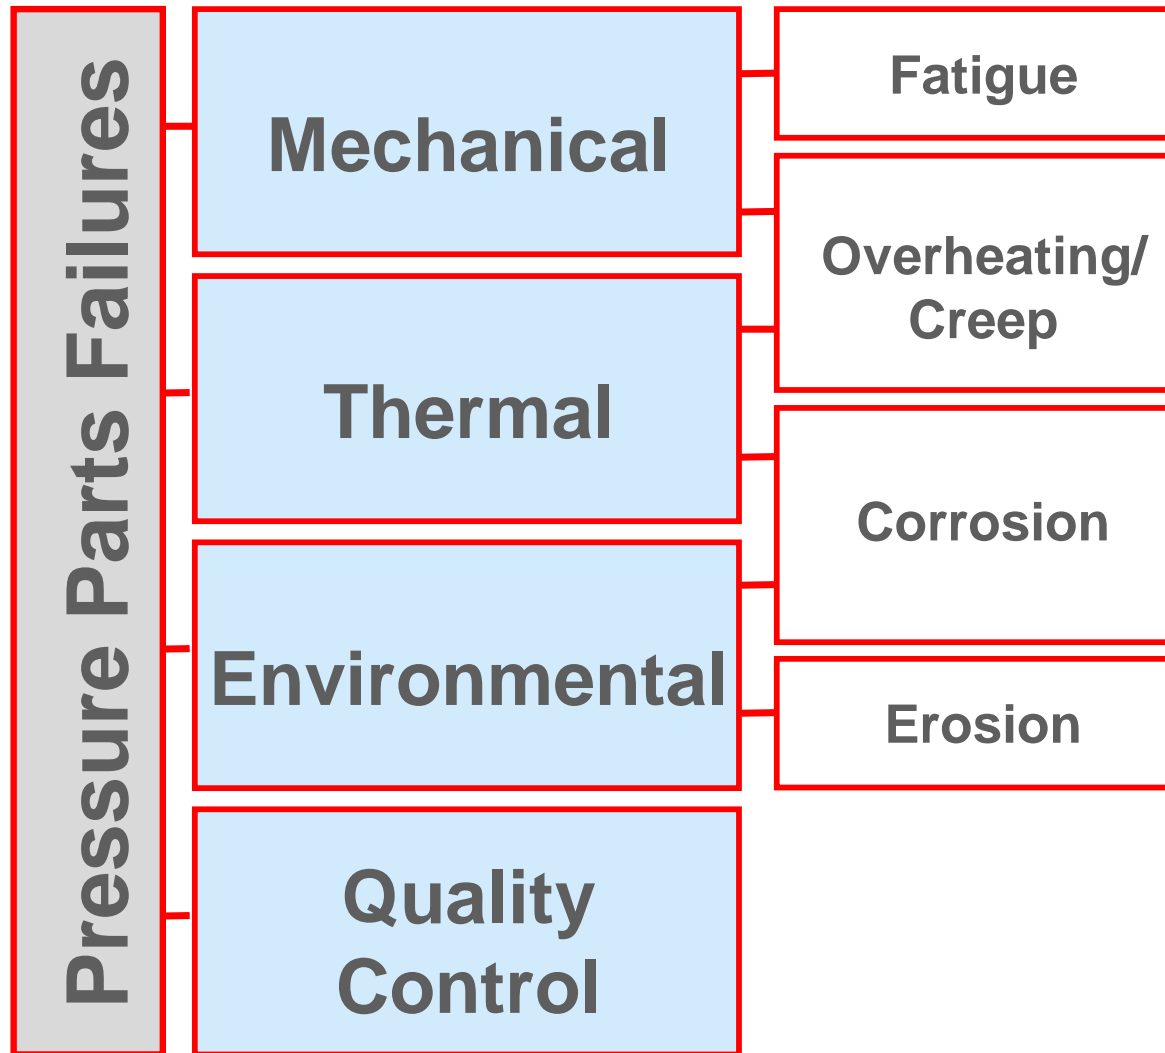 Pressure Parts Failures
Mechanical
Thermal
Environmental
Quality
Control
Fatigue
Overheating/
Creep
Corrosion
Erosion